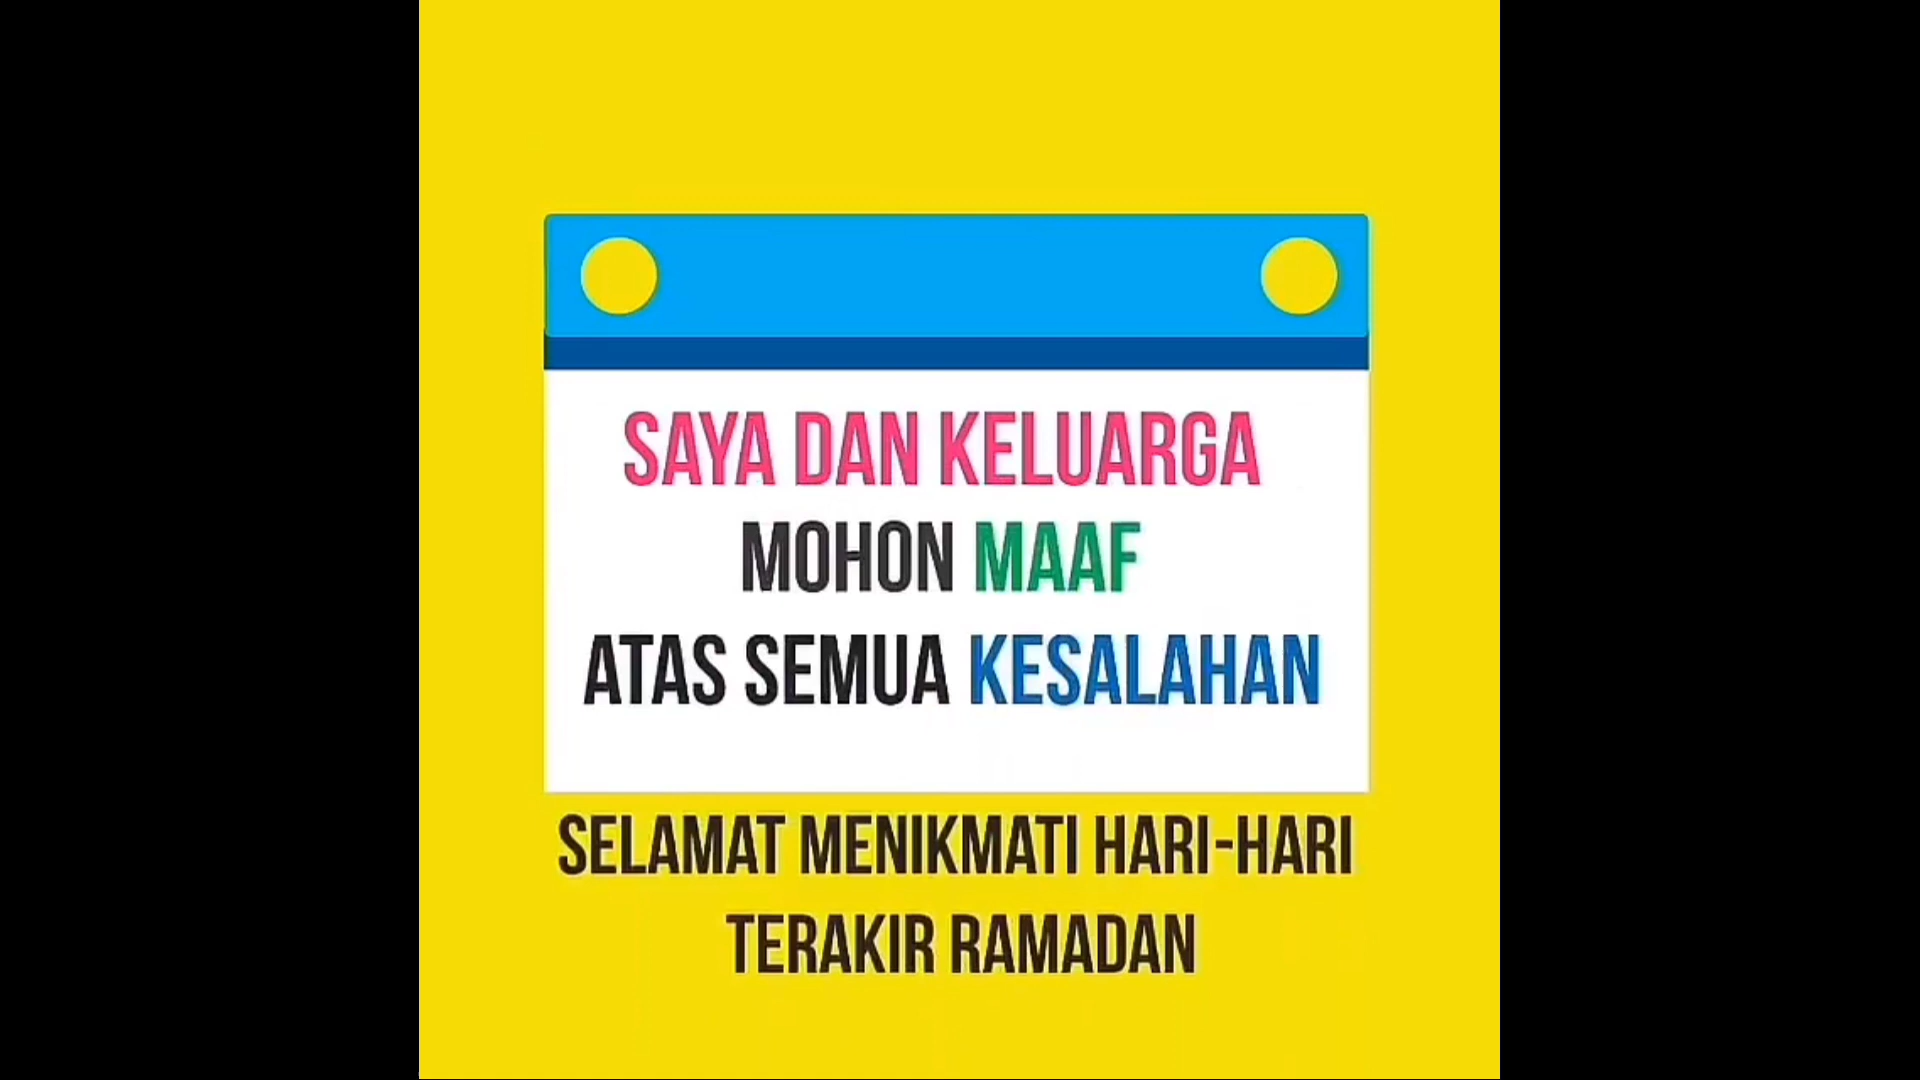 SAYA DAN KELUARGA
MOHON MAAF
ATAS SEMUA KESALAHAN
SELAMAT MENIKMATI HARI-HARI
TERAKIR RAMADAN